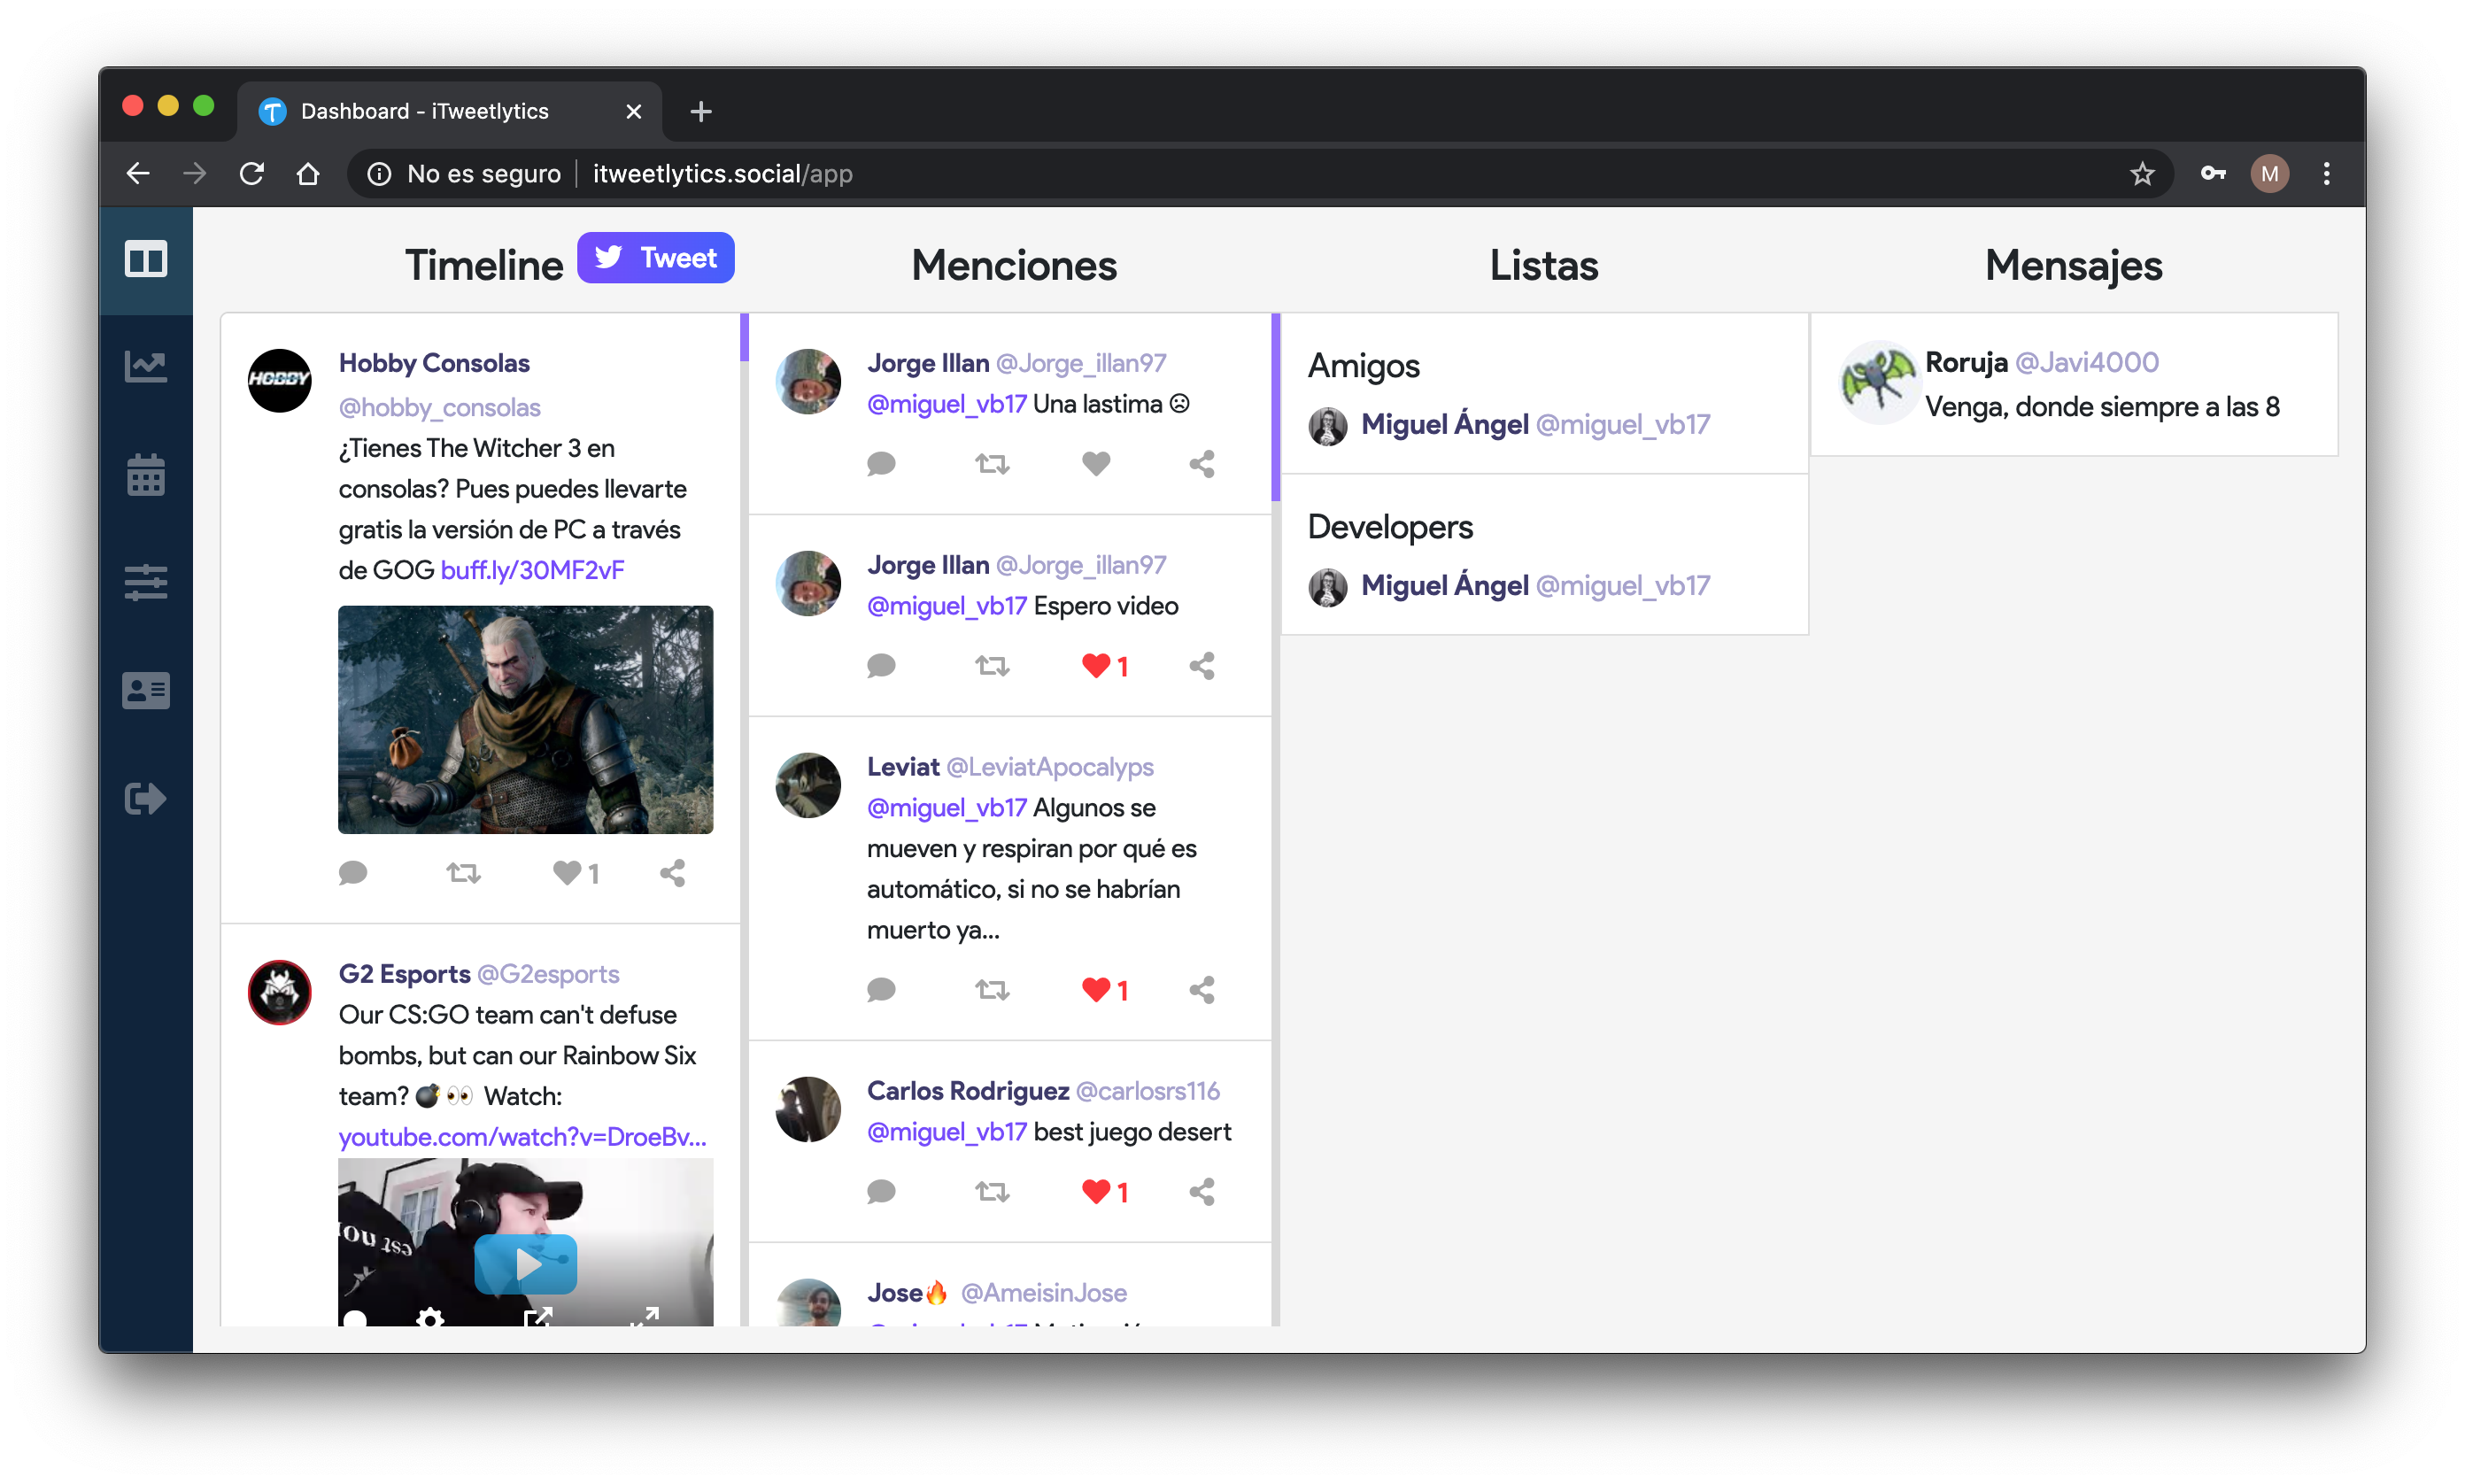 Dashboard - iTweetlytics
No es seguro
itweetlytics.social/app
M
Timeline
Tweet
Menciones
Listas
Mensajes
HOBBY
Hobby Consolas
@hobby_consolas
¿Tienes The Witcher 3 en
consolas? Pues puedes llevarte
gratis la versión de PC a través
de GOG buff.ly/30MF2vF
1
G2 Esports @G2esports
Our CS:GO team can't defuse
bombs, but can our Rainbow Six
team? 💣👀 Watch:
youtube.com/watch?v=DroeBv...
Jorge Illan @Jorge_illan97
@miguel_vb17 Una lastima ☹
Jorge Illan @Jorge_illan97
@miguel_vb17 Espero video
1
Leviat @LeviatApocalyps
@miguel_vb17 Algunos se
mueven y respiran por qué es
automático, si no se habrían
muerto ya...
1
Carlos Rodriguez @carlosrs116
@miguel_vb17 best juego desert
1
Jose🔥 @AmeisinJose
Amigos
Miguel Ángel @miguel_vb17
Developers
Miguel Ángel @miguel_vb17
Roruja @Javi4000
Venga, donde siempre a las 8